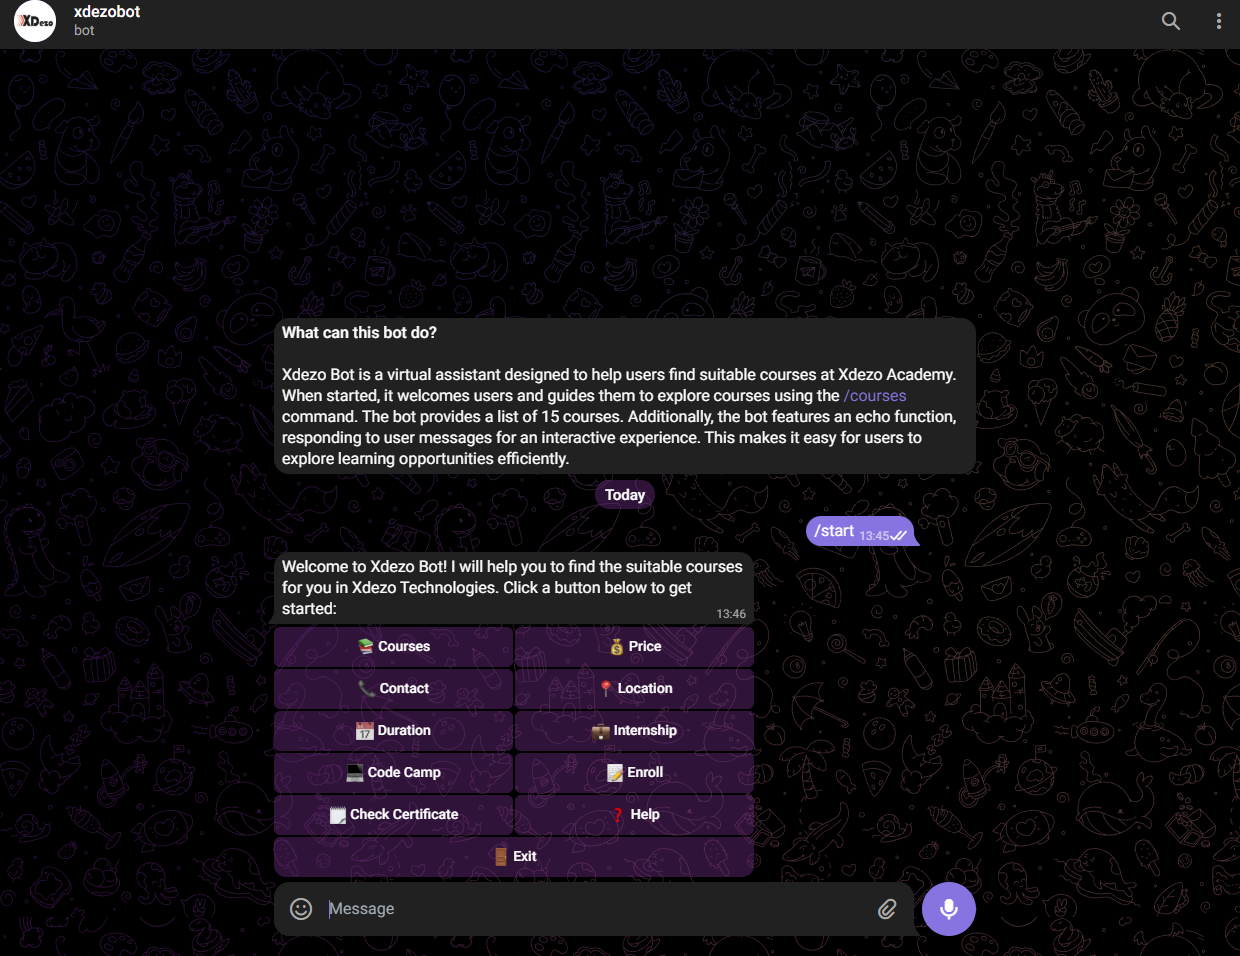 XDezo
xdezobot
bot
What can this bot do?
Xdezo Bot is a virtual assistant designed to help users find suitable courses at Xdezo Academy.
When started, it welcomes users and guides them to explore courses using the /courses
command. The bot provides a list of 15 courses. Additionally, the bot features an echo function,
responding to user messages for an interactive experience. This makes it easy for users to
explore learning opportunities efficiently.
Today
/start 13:45
Welcome to Xdezo Bot! I will help you to find the suitable courses
for you in Xdezo Technologies. Click a button below to get
started:
13:46
📚 Courses
💰 Price
📞 Contact
📍 Location
📅 Duration
💼 Internship
💻 Code Camp
📝 Enroll
🗒️ Check Certificate
❓ Help
🚪 Exit
Message